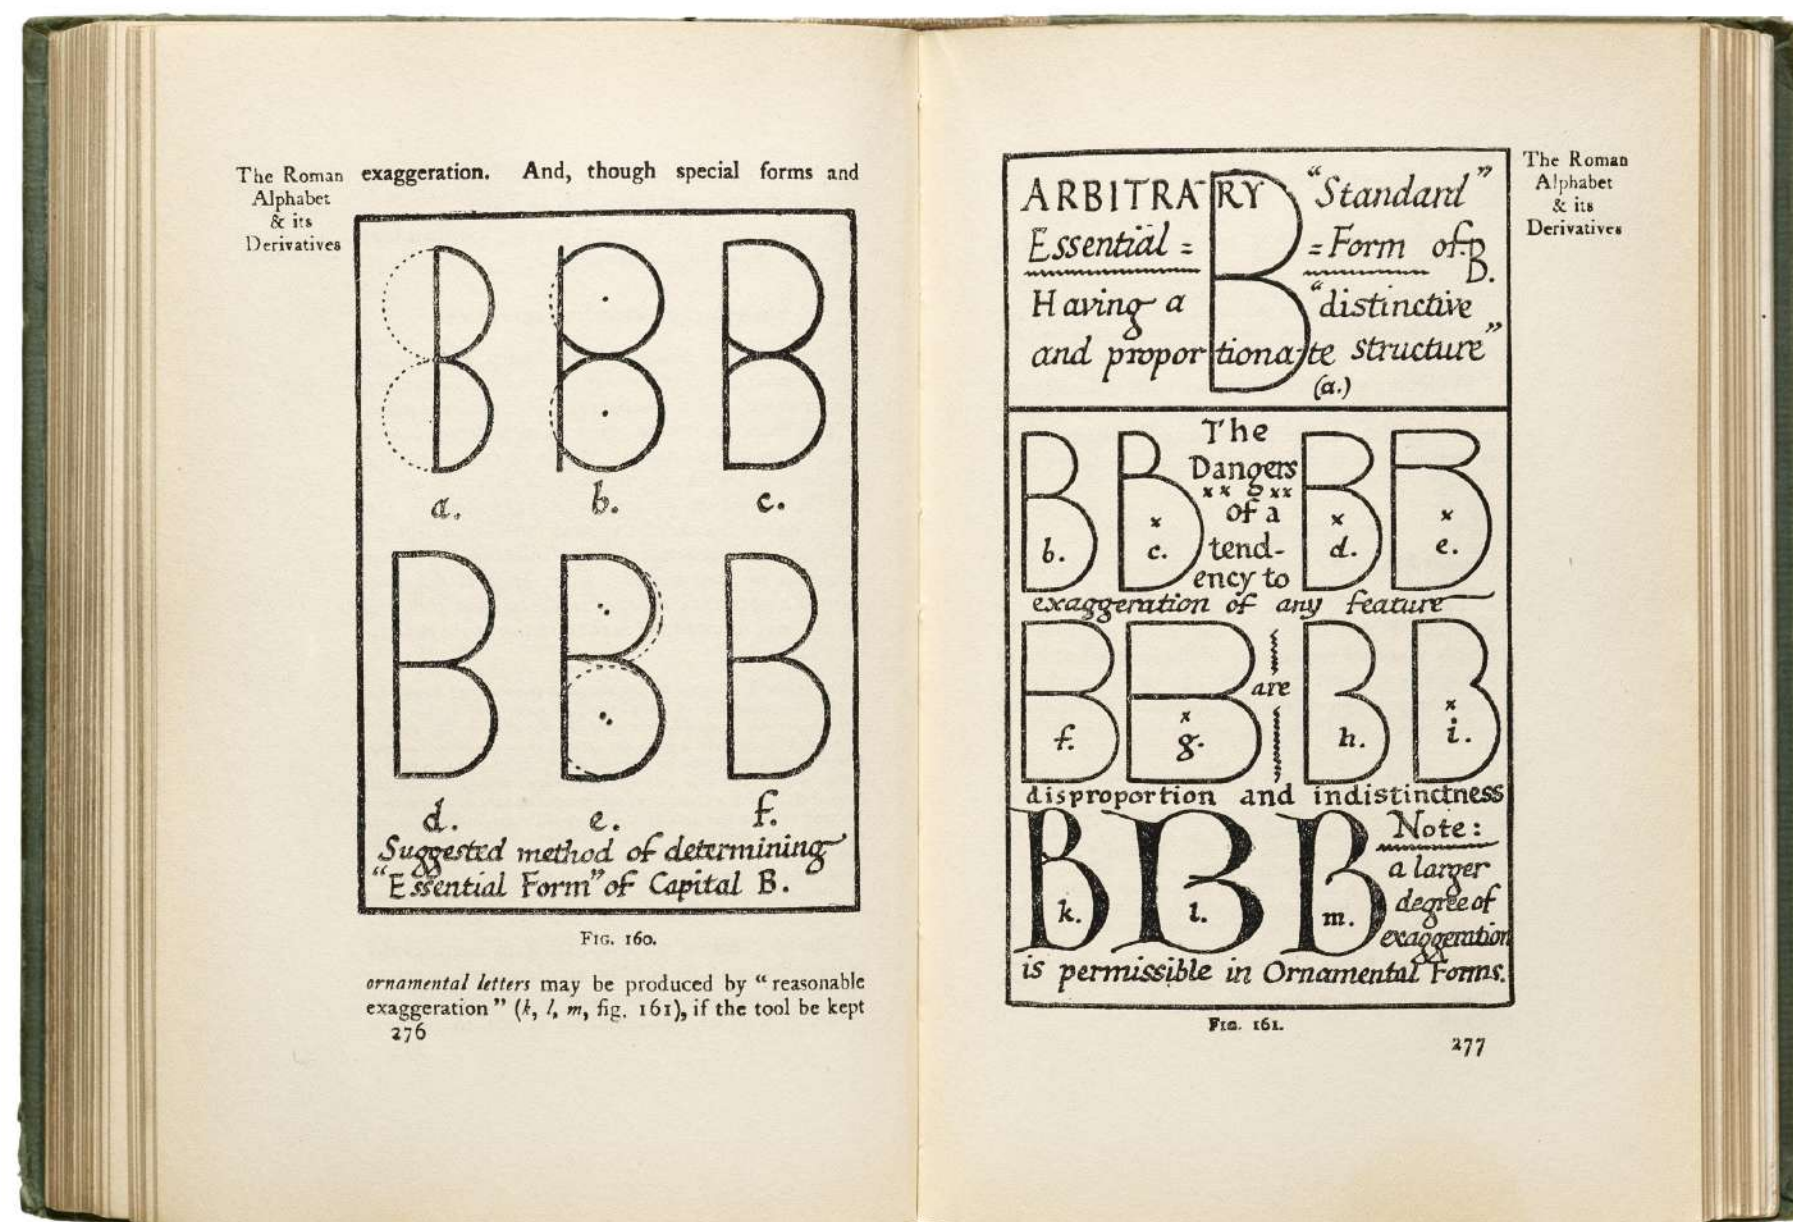 The Roman
Alphabet
& its
Derivatives
exaggeration. And, though special forms and
a. b. c.
d. e. f.
Suggested method of determining
“Essential Form” of Capital B.
FIG. 160.
ornamental letters may be produced by “reasonable
exaggeration” (k, l, m, fig. 161), if the tool be kept
276
The Roman
Alphabet
& its
Derivatives
ARBITRARY “Standard”
Essential = = Form of B.
Having a “distinctive
and proportionate structure”
(a.)
The
Dangers
of a
tend-
ency to
b. c. d. e.
exaggeration of any feature
f. g. are h. i.
disproportion and indistinctness
k. l. m.
Note:
a larger
degree of
exaggeration
is permissible in Ornamental Forms.
FIG. 161.
277